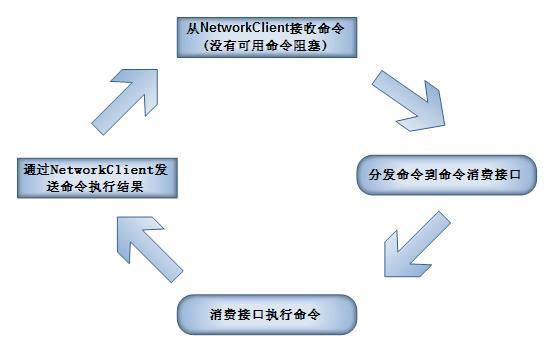 从NetworkClient接收命令
(没有可用命令阻塞)
分发命令到命令消费接口
消费接口执行命令
通过NetworkClient发
送命令执行结果